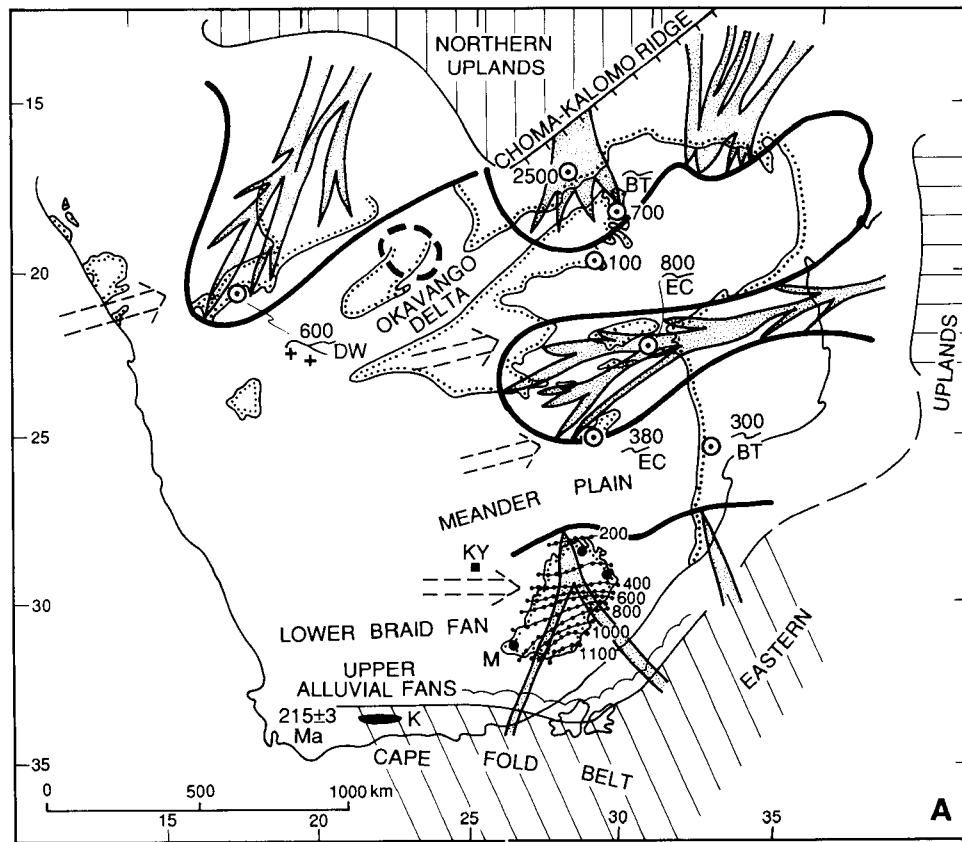 NORTHERN
UPLANDS
CHOMA-KALOMO RIDGE
15
2500
BT
700
100
800
EC
20
OKAVANGO
DELTA
600
DW
UPLANDS
25
380
EC
300
BT
MEANDER PLAIN
200
KY
400
600
800
1000
1100
30
LOWER BRAID FAN
M
EASTERN
UPPER
ALLUVIAL FANS
215±3
Ma
K
CAPE FOLD BELT
35
0 500 1000 km
A
15 20 25 30 35